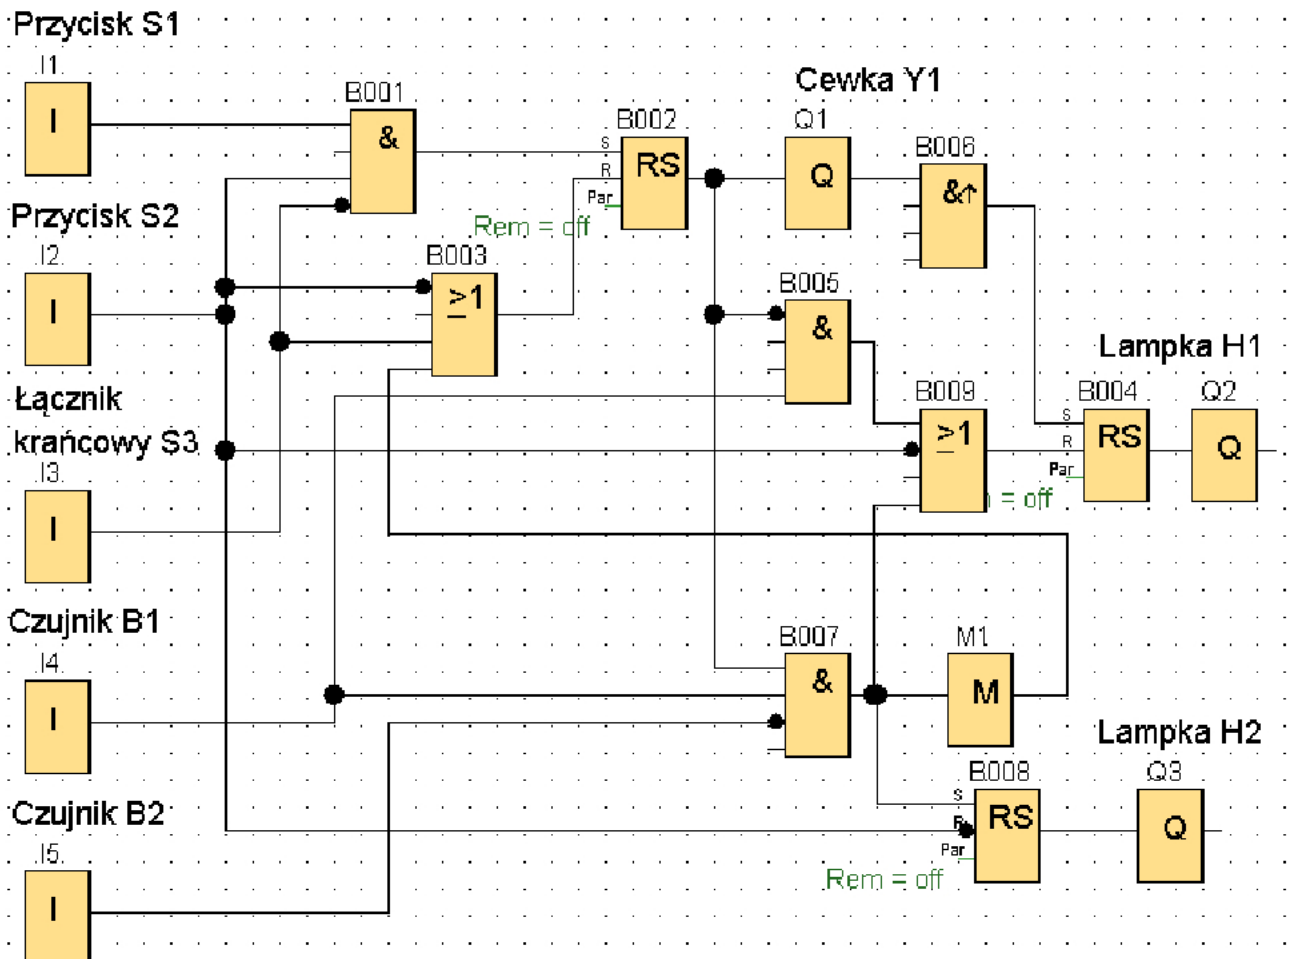 Przycisk S1
I1
I
B001
&
Przycisk S2
I2
I
B002
S
R
Par
RS
Rem = off
Cewka Y1
Q1
Q
B006
&↑
B003
≥1
B005
&
Łącznik
krańcowy S3
I3
I
B009
≥1
Lampka H1
B004
S
R
Par
RS
= off
Q2
Q
Czujnik B1
I4
I
B007
&
M1
M
Lampka H2
B008
S
R
Par
RS
Rem = off
Q3
Q
Czujnik B2
I5
I